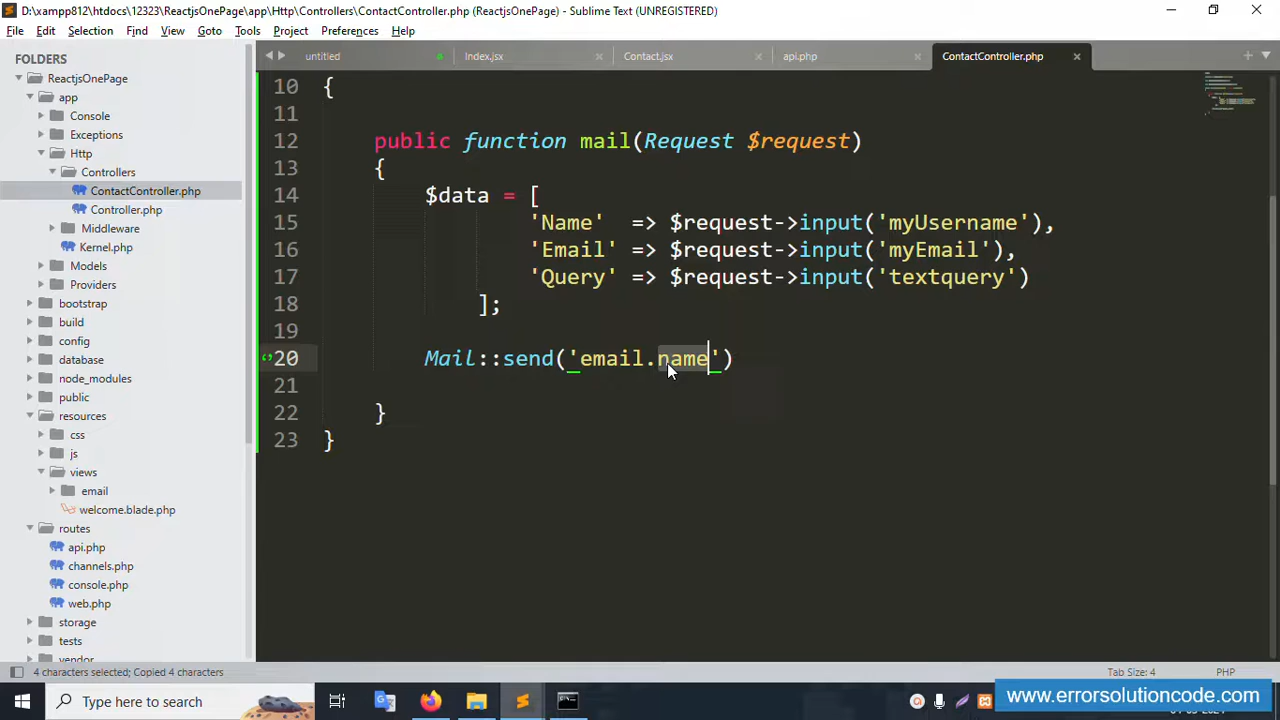 D:\xampp812\htdocs\12323\ReactjsOnePage\app\Http\Controllers\ContactController.php (ReactjsOnePage) - Sublime Text (UNREGISTERED)
File Edit Selection Find View Goto Tools Project Preferences Help
FOLDERS
ReactjsOnePage
app
Console
Exceptions
Http
Controllers
ContactController.php
Controller.php
Middleware
Kernel.php
Models
Providers
bootstrap
build
config
database
node_modules
public
resources
css
js
views
email
welcome.blade.php
routes
api.php
channels.php
console.php
web.php
storage
tests
vendor
untitled Index.jsx Contact.jsx api.php ContactController.php
10 {
11
12 public function mail(Request $request)
13 {
14 $data = [
15 'Name' => $request->input('myUsername'),
16 'Email' => $request->input('myEmail'),
17 'Query' => $request->input('textquery')
18 ];
19
20 Mail::send('email.name')
21
22 }
23 }
4 characters selected; Copied 4 characters
Tab Size: 4 PHP
Type here to search
www.errorsolutioncode.com